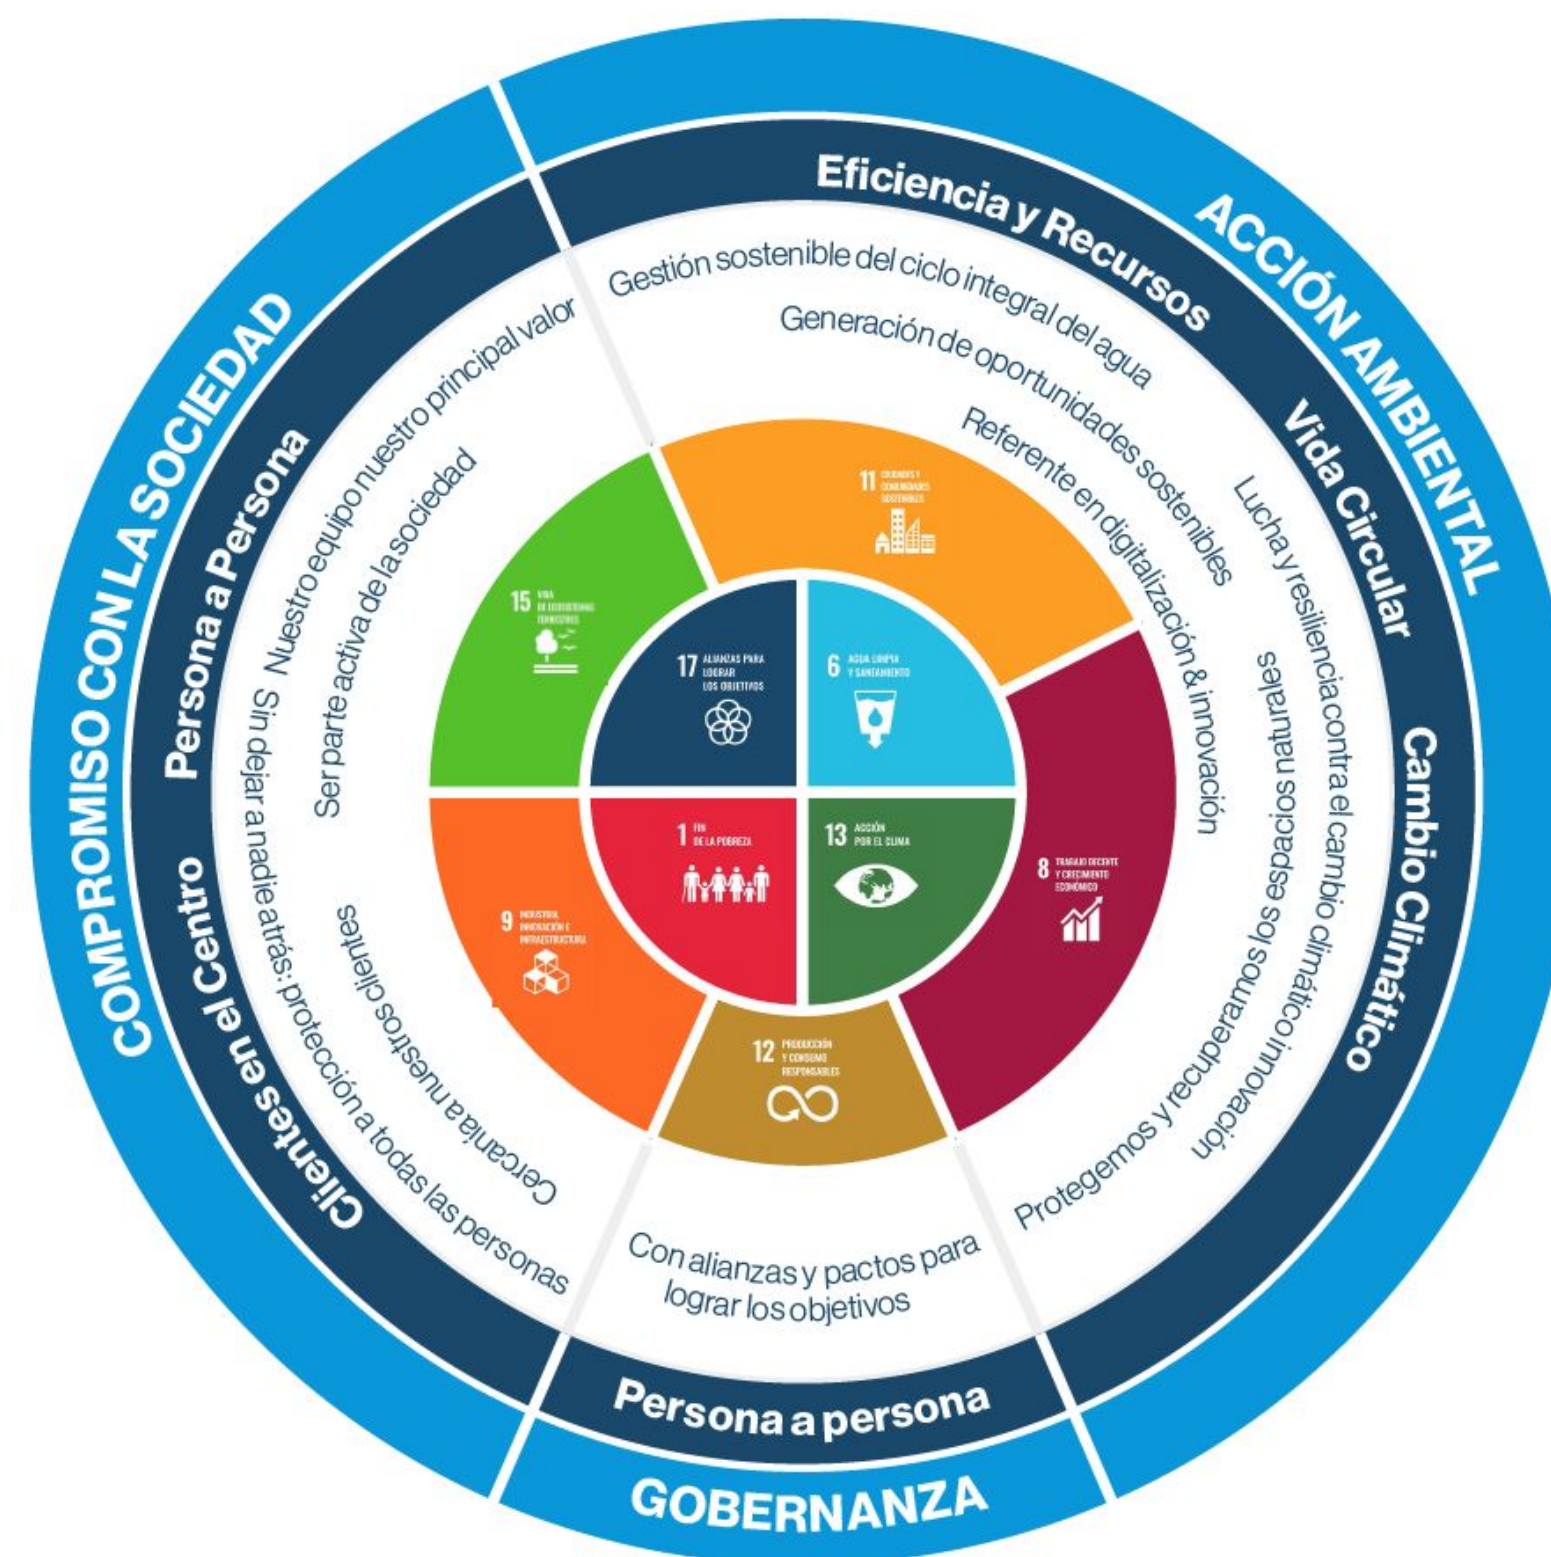 COMPROMISO CON LA SOCIEDAD
ACCIÓN AMBIENTAL
GOBERNANZA
Persona a Persona
Clientes en el Centro
Eficiencia y Recursos
Vida Circular
Cambio Climático
Persona a persona
Nuestro equipo nuestro principal valor
Ser parte activa de la sociedad
Sin dejar a nadie atrás: protección a todas las personas
Cercanía a nuestros clientes
Gestión sostenible del ciclo integral del agua
Generación de oportunidades sostenibles
Referente en digitalización & innovación
Lucha y resiliencia contra el cambio climático innovación
Protegemos y recuperamos los espacios naturales
Con alianzas y pactos para
lograr los objetivos
11 CIUDADES Y
COMUNIDADES
SOSTENIBLES
15 VIDA
DE ECOSISTEMAS
TERRESTRES
17 ALIANZAS PARA
LOGRAR
LOS OBJETIVOS
6 AGUA LIMPIA
Y SANEAMIENTO
1 FIN
DE LA POBREZA
13 ACCIÓN
POR EL CLIMA
8 TRABAJO DECENTE
Y CRECIMIENTO
ECONÓMICO
9 INDUSTRIA,
INNOVACIÓN E
INFRAESTRUCTURA
12 PRODUCCIÓN
Y CONSUMO
RESPONSABLES